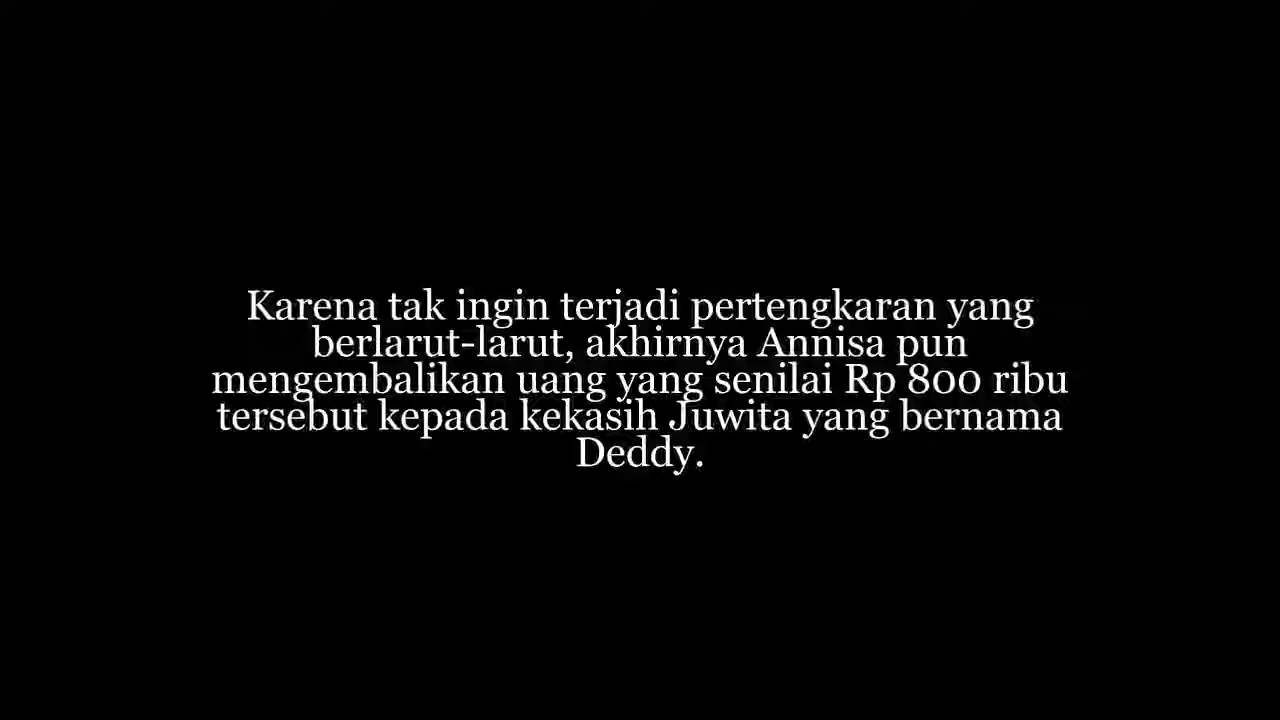 Karena tak ingin terjadi pertengkaran yang
berlarut-larut, akhirnya Annisa pun
mengembalikan uang yang senilai Rp 800 ribu
tersebut kepada kekasih Juwita yang bernama
Deddy.